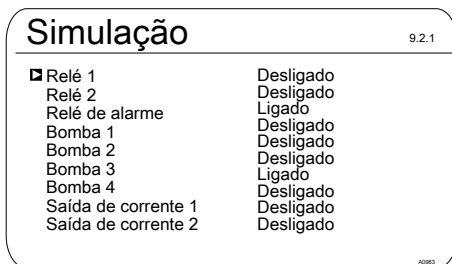 Simulação 9.2.1
Relé 1 Desligado
Relé 2 Desligado
Relé de alarme Ligado
Bomba 1 Desligado
Bomba 2 Desligado
Bomba 3 Desligado
Bomba 4 Ligado
Saída de corrente 1 Desligado
Saída de corrente 2 Desligado
Desligado
A0983